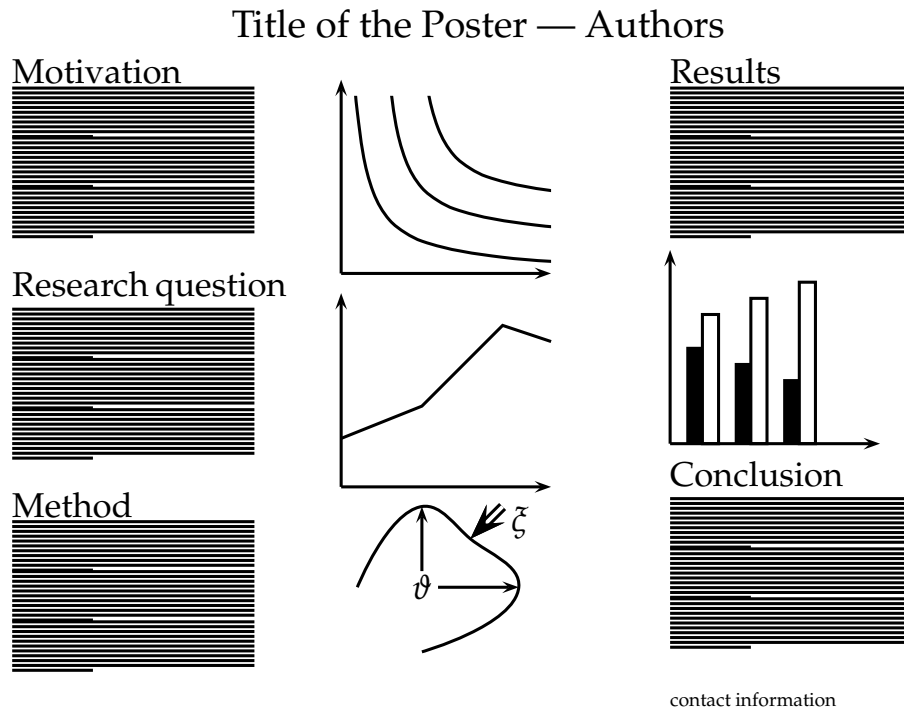 Title of the Poster — Authors
Motivation
Research question
Method
ξ
ϑ
Results
Conclusion
contact information